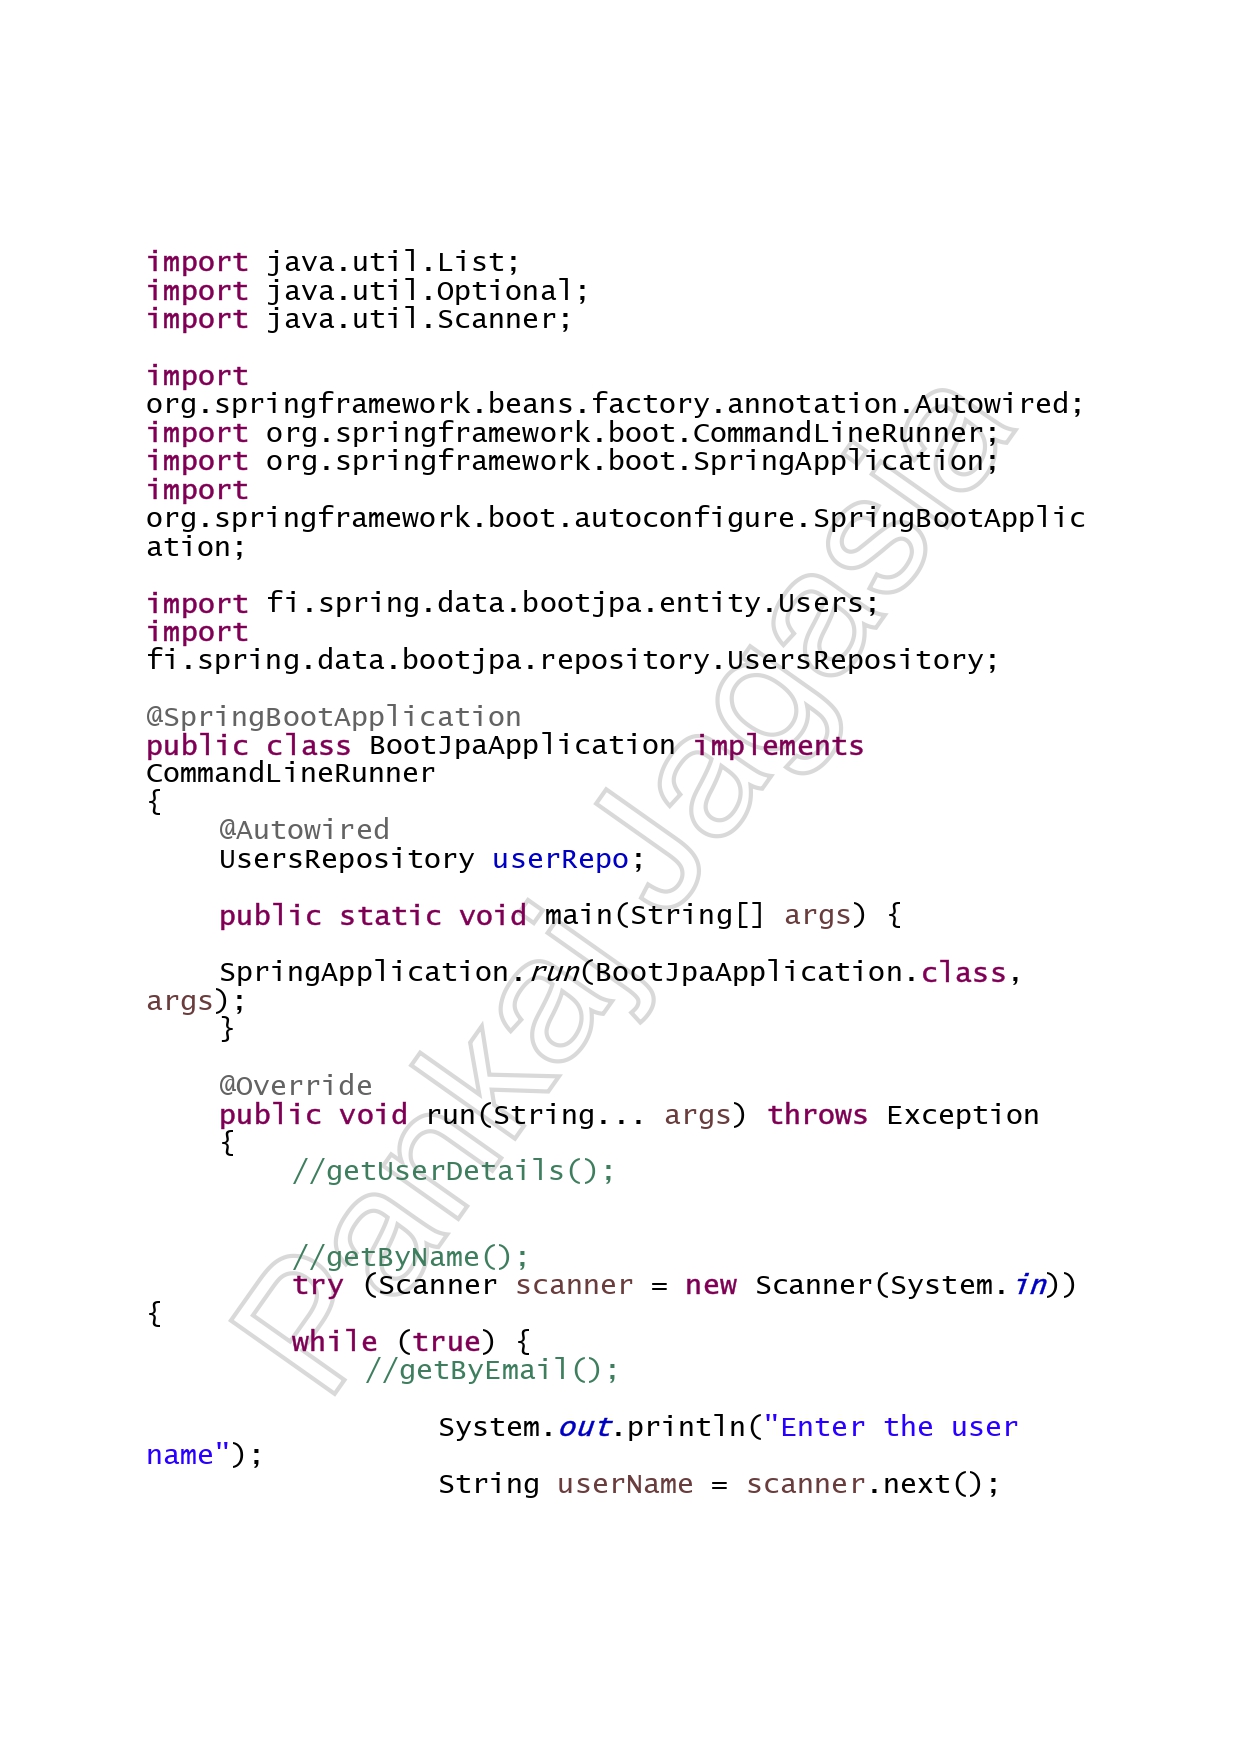 import java.util.List;
import java.util.Optional;
import java.util.Scanner;
import
org.springframework.beans.factory.annotation.Autowired;
import org.springframework.boot.CommandLineRunner;
import org.springframework.boot.SpringApplication;
import
org.springframework.boot.autoconfigure.SpringBootApplic
ation;
import fi.spring.data.bootjpa.entity.Users;
import
fi.spring.data.bootjpa.repository.UsersRepository;
@SpringBootApplication
public class BootJpaApplication implements
CommandLineRunner
{
@Autowired
UsersRepository userRepo;
public static void main(String[] args) {
SpringApplication.run(BootJpaApplication.class,
args);
}
@Override
public void run(String... args) throws Exception
{
//getUserDetails();
//getByName();
try (Scanner scanner = new Scanner(System.in))
{
while (true) {
//getByEmail();
System.out.println("Enter the user
name");
String userName = scanner.next();
Pankaj Jagasia